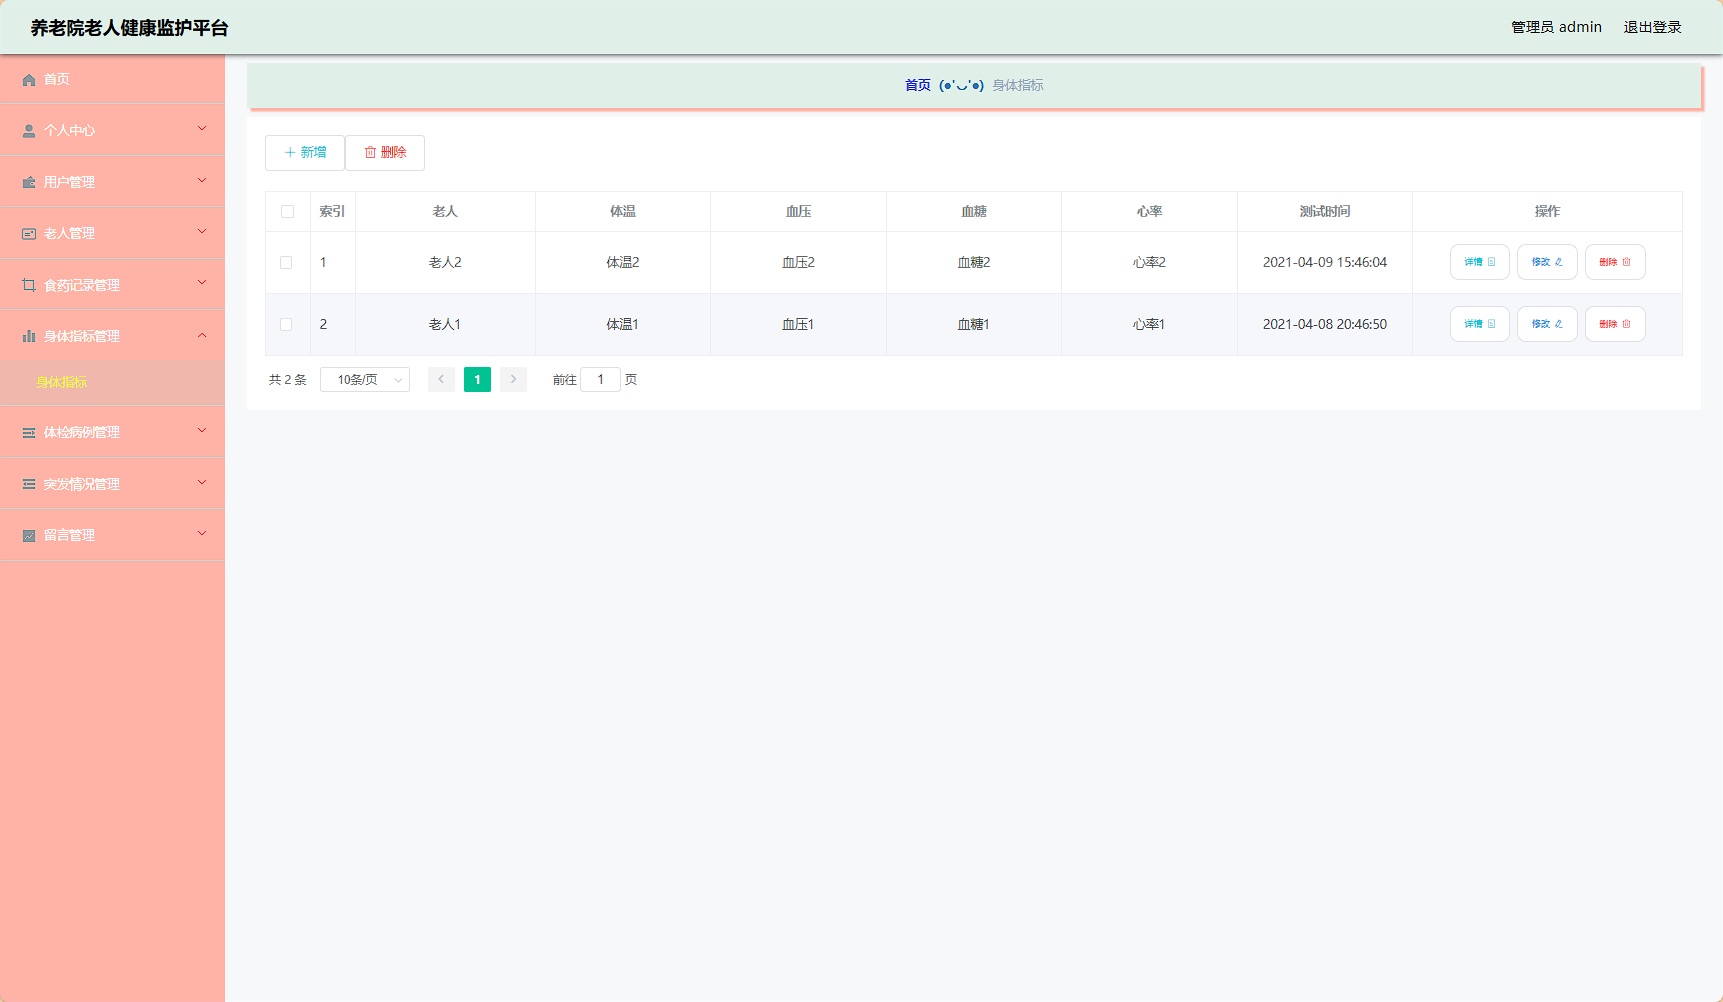 养老院老人健康监护平台
管理员 admin 退出登录
首页
个人中心
用户管理
老人管理
食药记录管理
身体指标管理
身体指标
体检病例管理
突发情况管理
留言管理
首页 (●'◡'●) 身体指标
新增 删除
索引 老人 体温 血压 血糖 心率 测试时间 操作
1 老人2 体温2 血压2 血糖2 心率2 2021-04-09 15:46:04 详情 修改 删除
2 老人1 体温1 血压1 血糖1 心率1 2021-04-08 20:46:50 详情 修改 删除
共 2 条 10条/页 1 前往 1 页